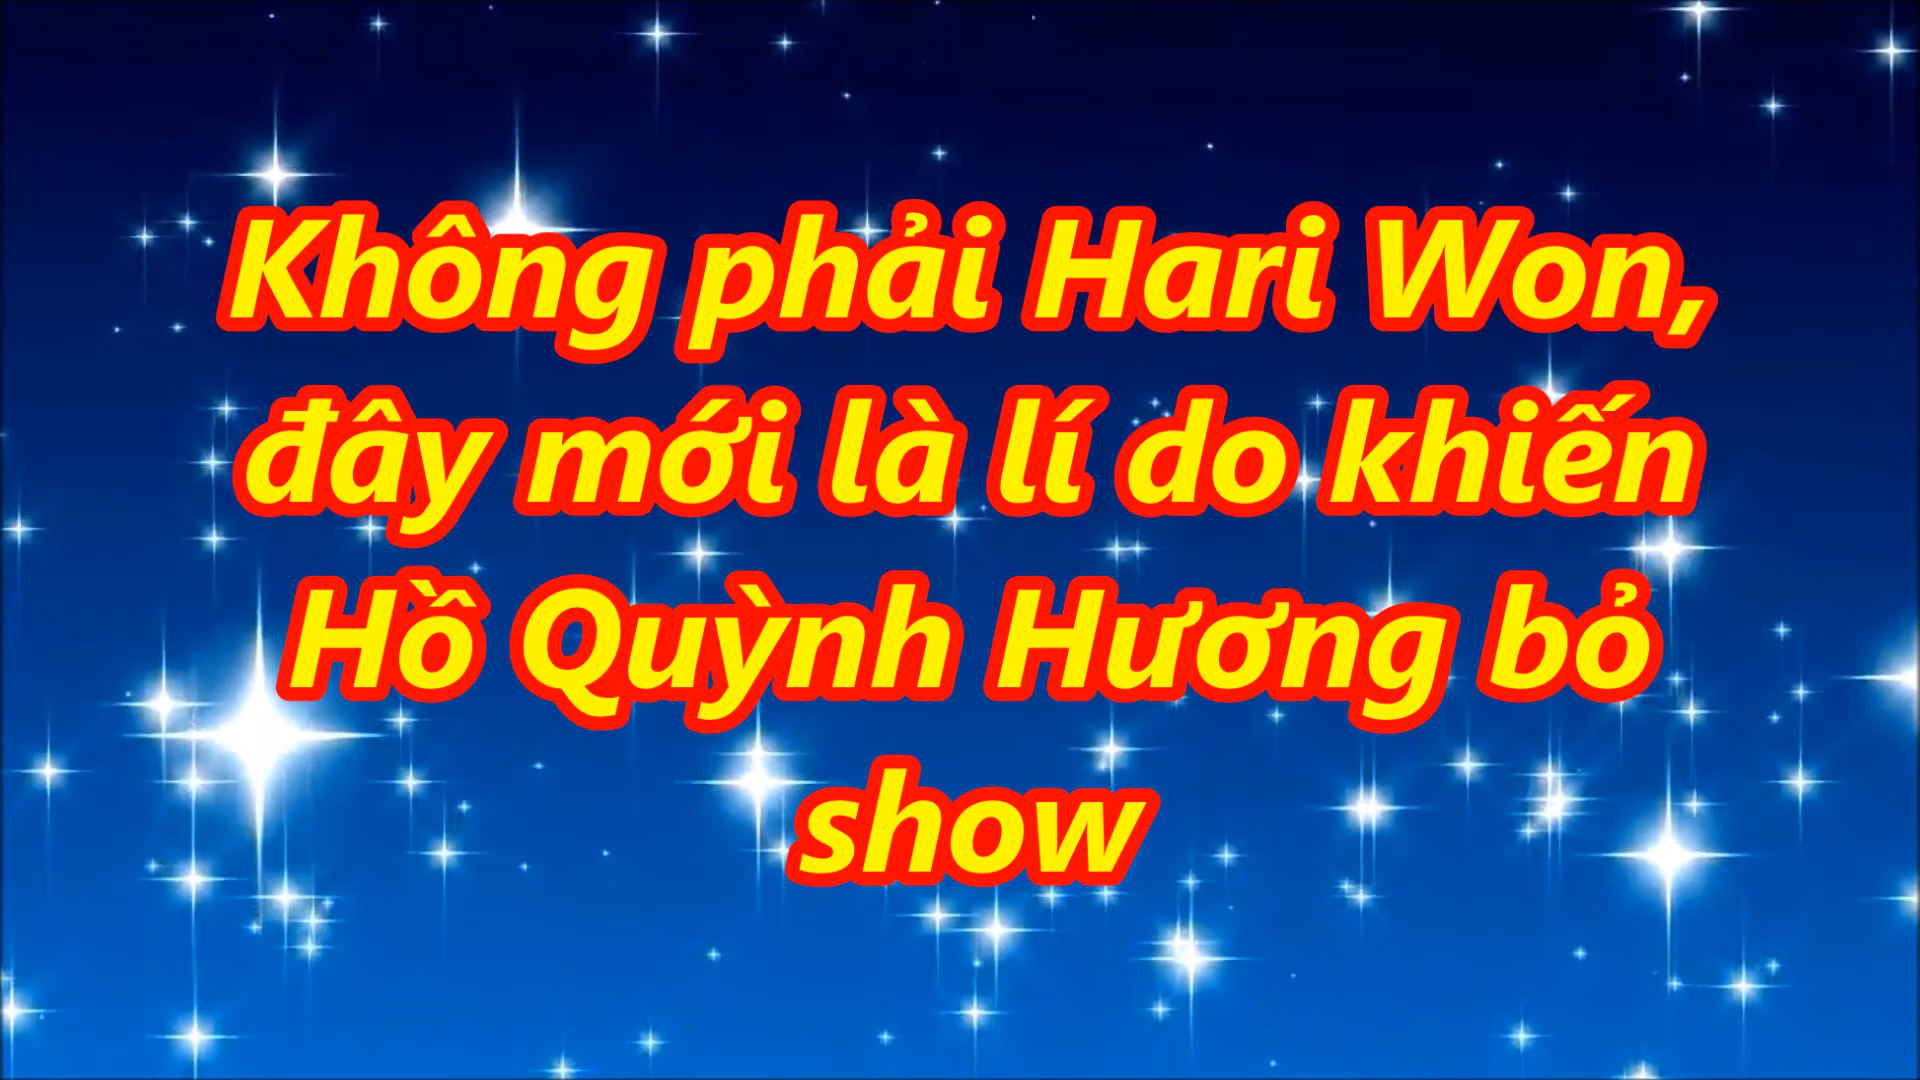 Không phải Hari Won,
đây mới là lí do khiến
Hồ Quỳnh Hương bỏ
show